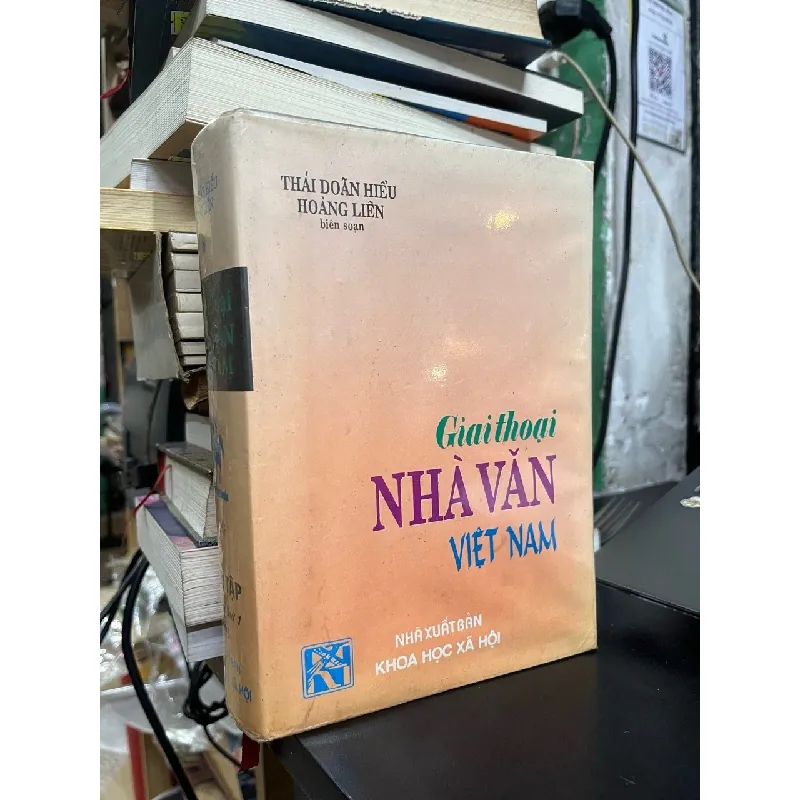 THÁI DOÃN HIỂU
HOÀNG LIÊN
biên soạn
Giai thoại
NHÀ VĂN
VIỆT NAM
NHÀ XUẤT BẢN
KHOA HỌC XÃ HỘI
TẬP